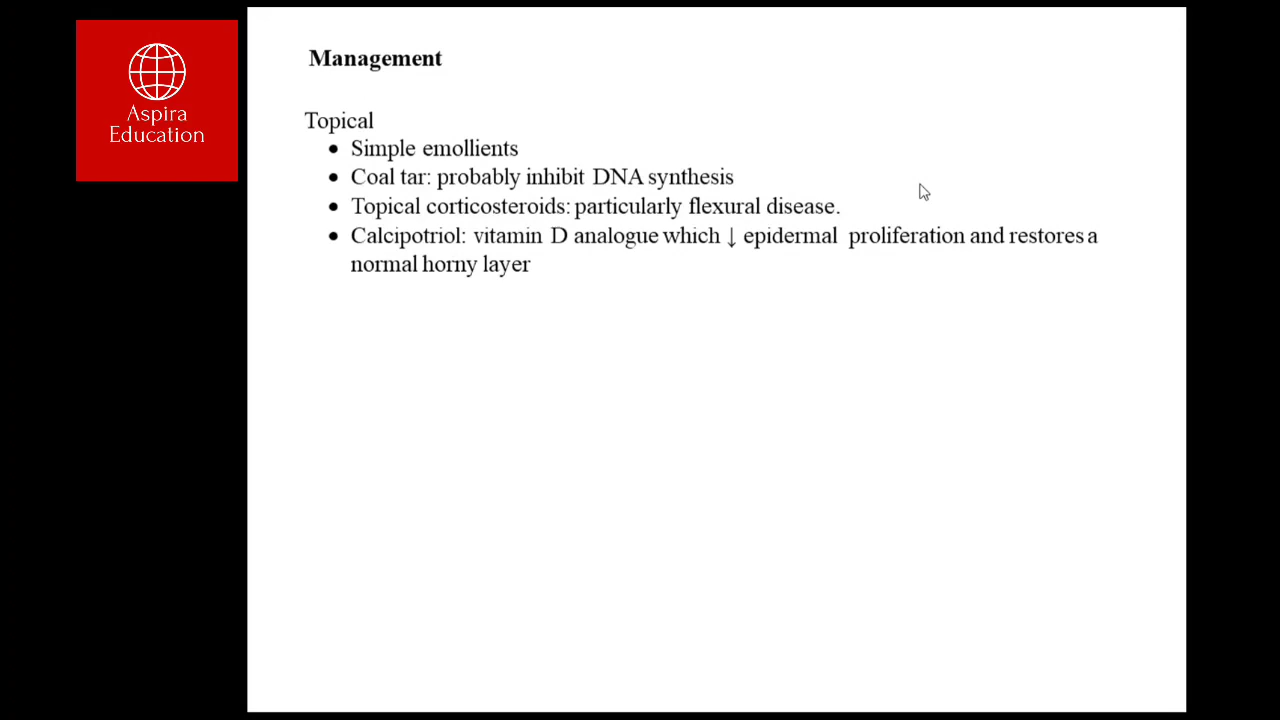 Aspira
Education
Management
Topical
• Simple emollients
• Coal tar: probably inhibit DNA synthesis
• Topical corticosteroids: particularly flexural disease.
• Calcipotriol: vitamin D analogue which ↓ epidermal proliferation and restores a
normal horny layer